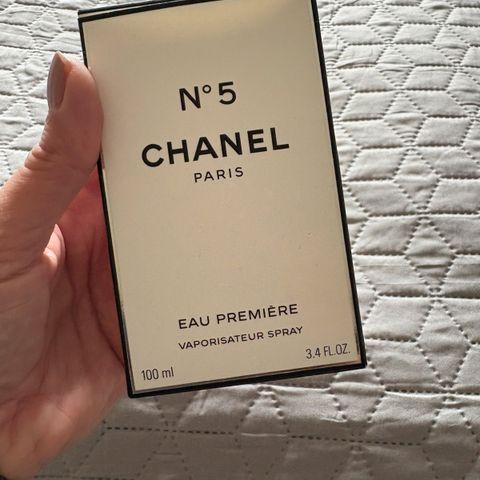 N°5
CHANEL
PARIS
EAU PREMIÈRE
VAPORISATEUR SPRAY
100 ml 3.4 FL.OZ.